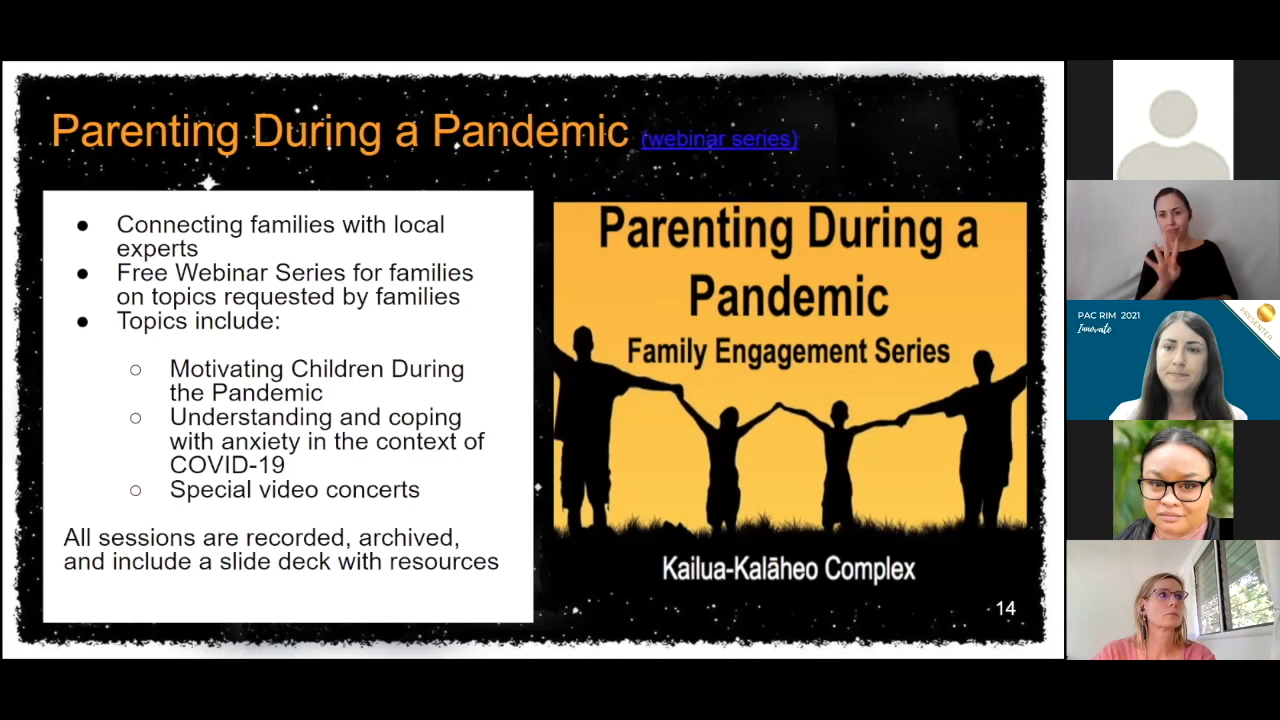 Parenting During a Pandemic (webinar series)
● Connecting families with local
experts
● Free Webinar Series for families
on topics requested by families
● Topics include:
○ Motivating Children During
the Pandemic
○ Understanding and coping
with anxiety in the context of
COVID-19
○ Special video concerts
All sessions are recorded, archived,
and include a slide deck with resources
Parenting During a
Pandemic
Family Engagement Series
Kailua-Kalāheo Complex
14
PAC RIM 2021
Innovate
PRESENTER